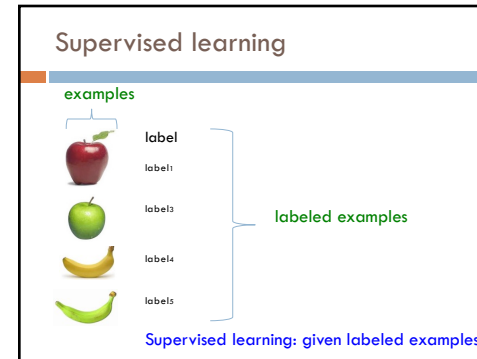 Supervised learning
examples
label
label1
label3
labeled examples
label4
label5
Supervised learning: given labeled examples